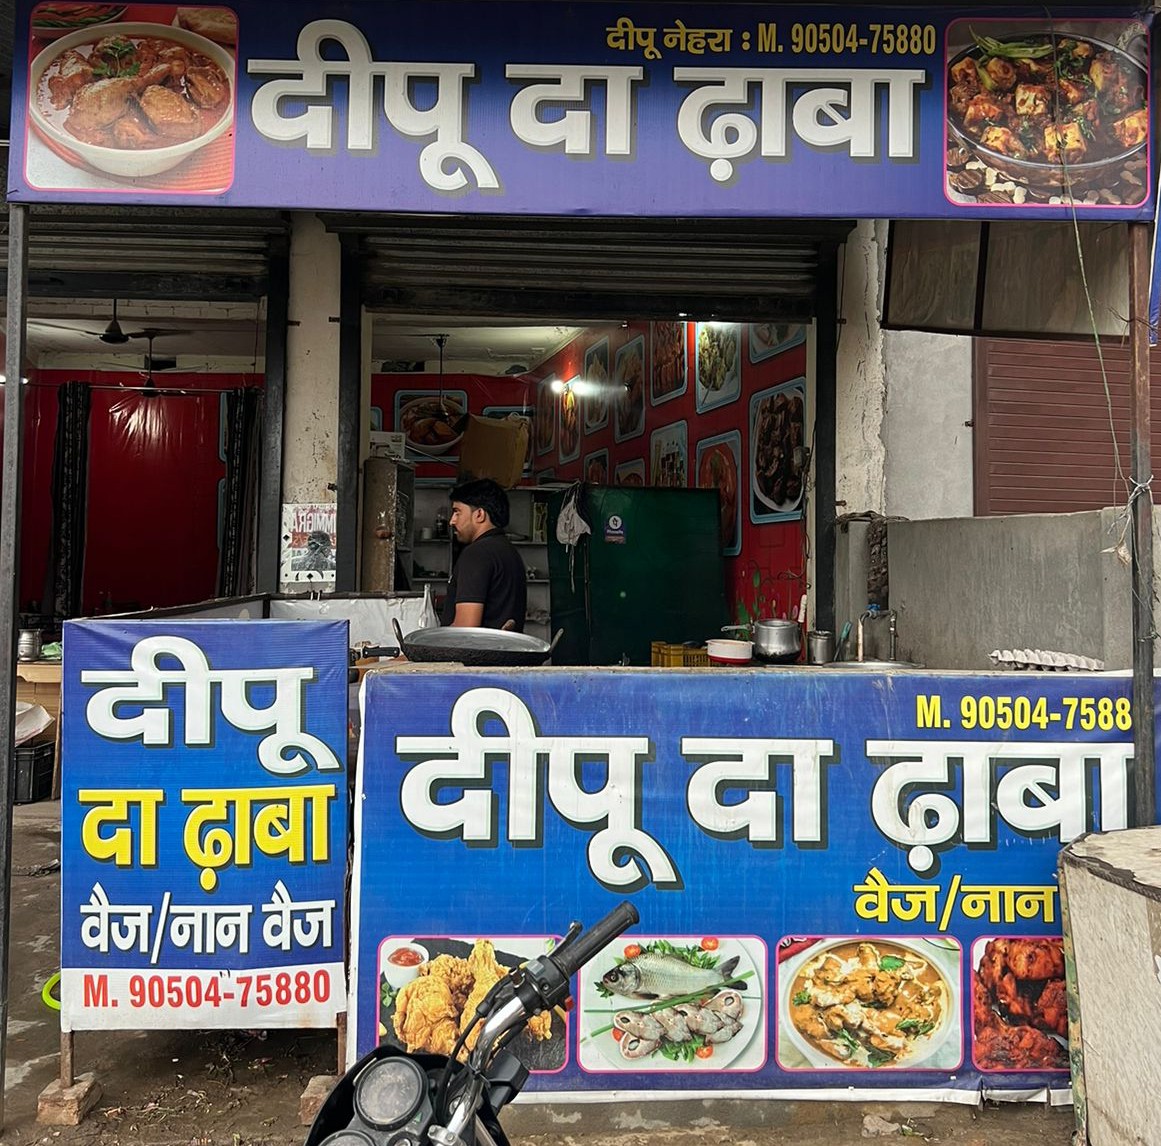 दीपू नेहरा : M. 90504-75880
दीपू दा ढ़ाबा
दीपू
दा ढ़ाबा
वैज/नान वैज
M. 90504-75880
M. 90504-7588
दीपू दा ढ़ाबा
वैज/नान